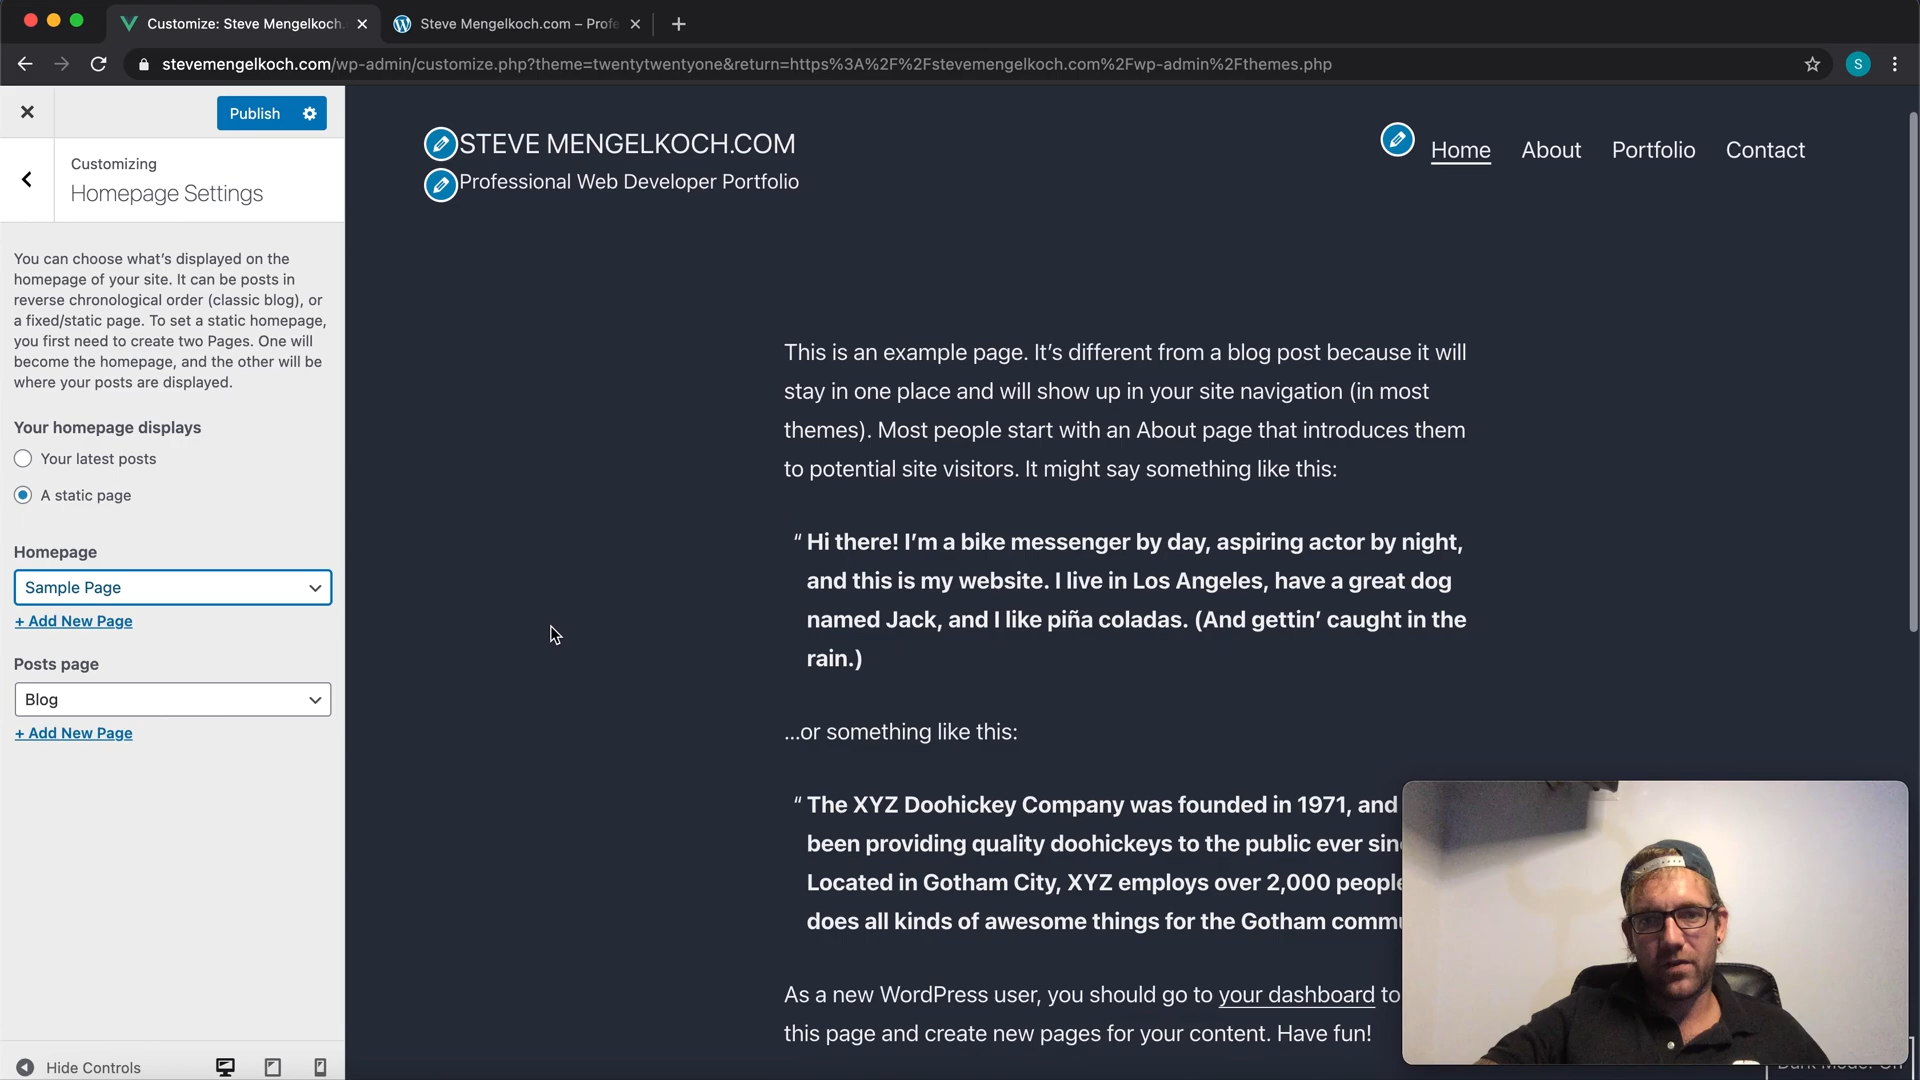 Customize: Steve Mengelkoch.
Steve Mengelkoch.com – Profe
stevemengelkoch.com/wp-admin/customize.php?theme=twentytwentyone&return=https%3A%2F%2Fstevemengelkoch.com%2Fwp-admin%2Fthemes.php
S
Publish
Customizing
Homepage Settings
You can choose what's displayed on the
homepage of your site. It can be posts in
reverse chronological order (classic blog), or
a fixed/static page. To set a static homepage,
you first need to create two Pages. One will
become the homepage, and the other will be
where your posts are displayed.
Your homepage displays
Your latest posts
A static page
Homepage
Sample Page
+ Add New Page
Posts page
Blog
+ Add New Page
Hide Controls
STEVE MENGELKOCH.COM
Professional Web Developer Portfolio
Home About Portfolio Contact
This is an example page. It's different from a blog post because it will
stay in one place and will show up in your site navigation (in most
themes). Most people start with an About page that introduces them
to potential site visitors. It might say something like this:
“ Hi there! I'm a bike messenger by day, aspiring actor by night,
and this is my website. I live in Los Angeles, have a great dog
named Jack, and I like piña coladas. (And gettin' caught in the
rain.)
...or something like this:
“ The XYZ Doohickey Company was founded in 1971, and
been providing quality doohickeys to the public ever sin
Located in Gotham City, XYZ employs over 2,000 people
does all kinds of awesome things for the Gotham commu
As a new WordPress user, you should go to your dashboard to
this page and create new pages for your content. Have fun!